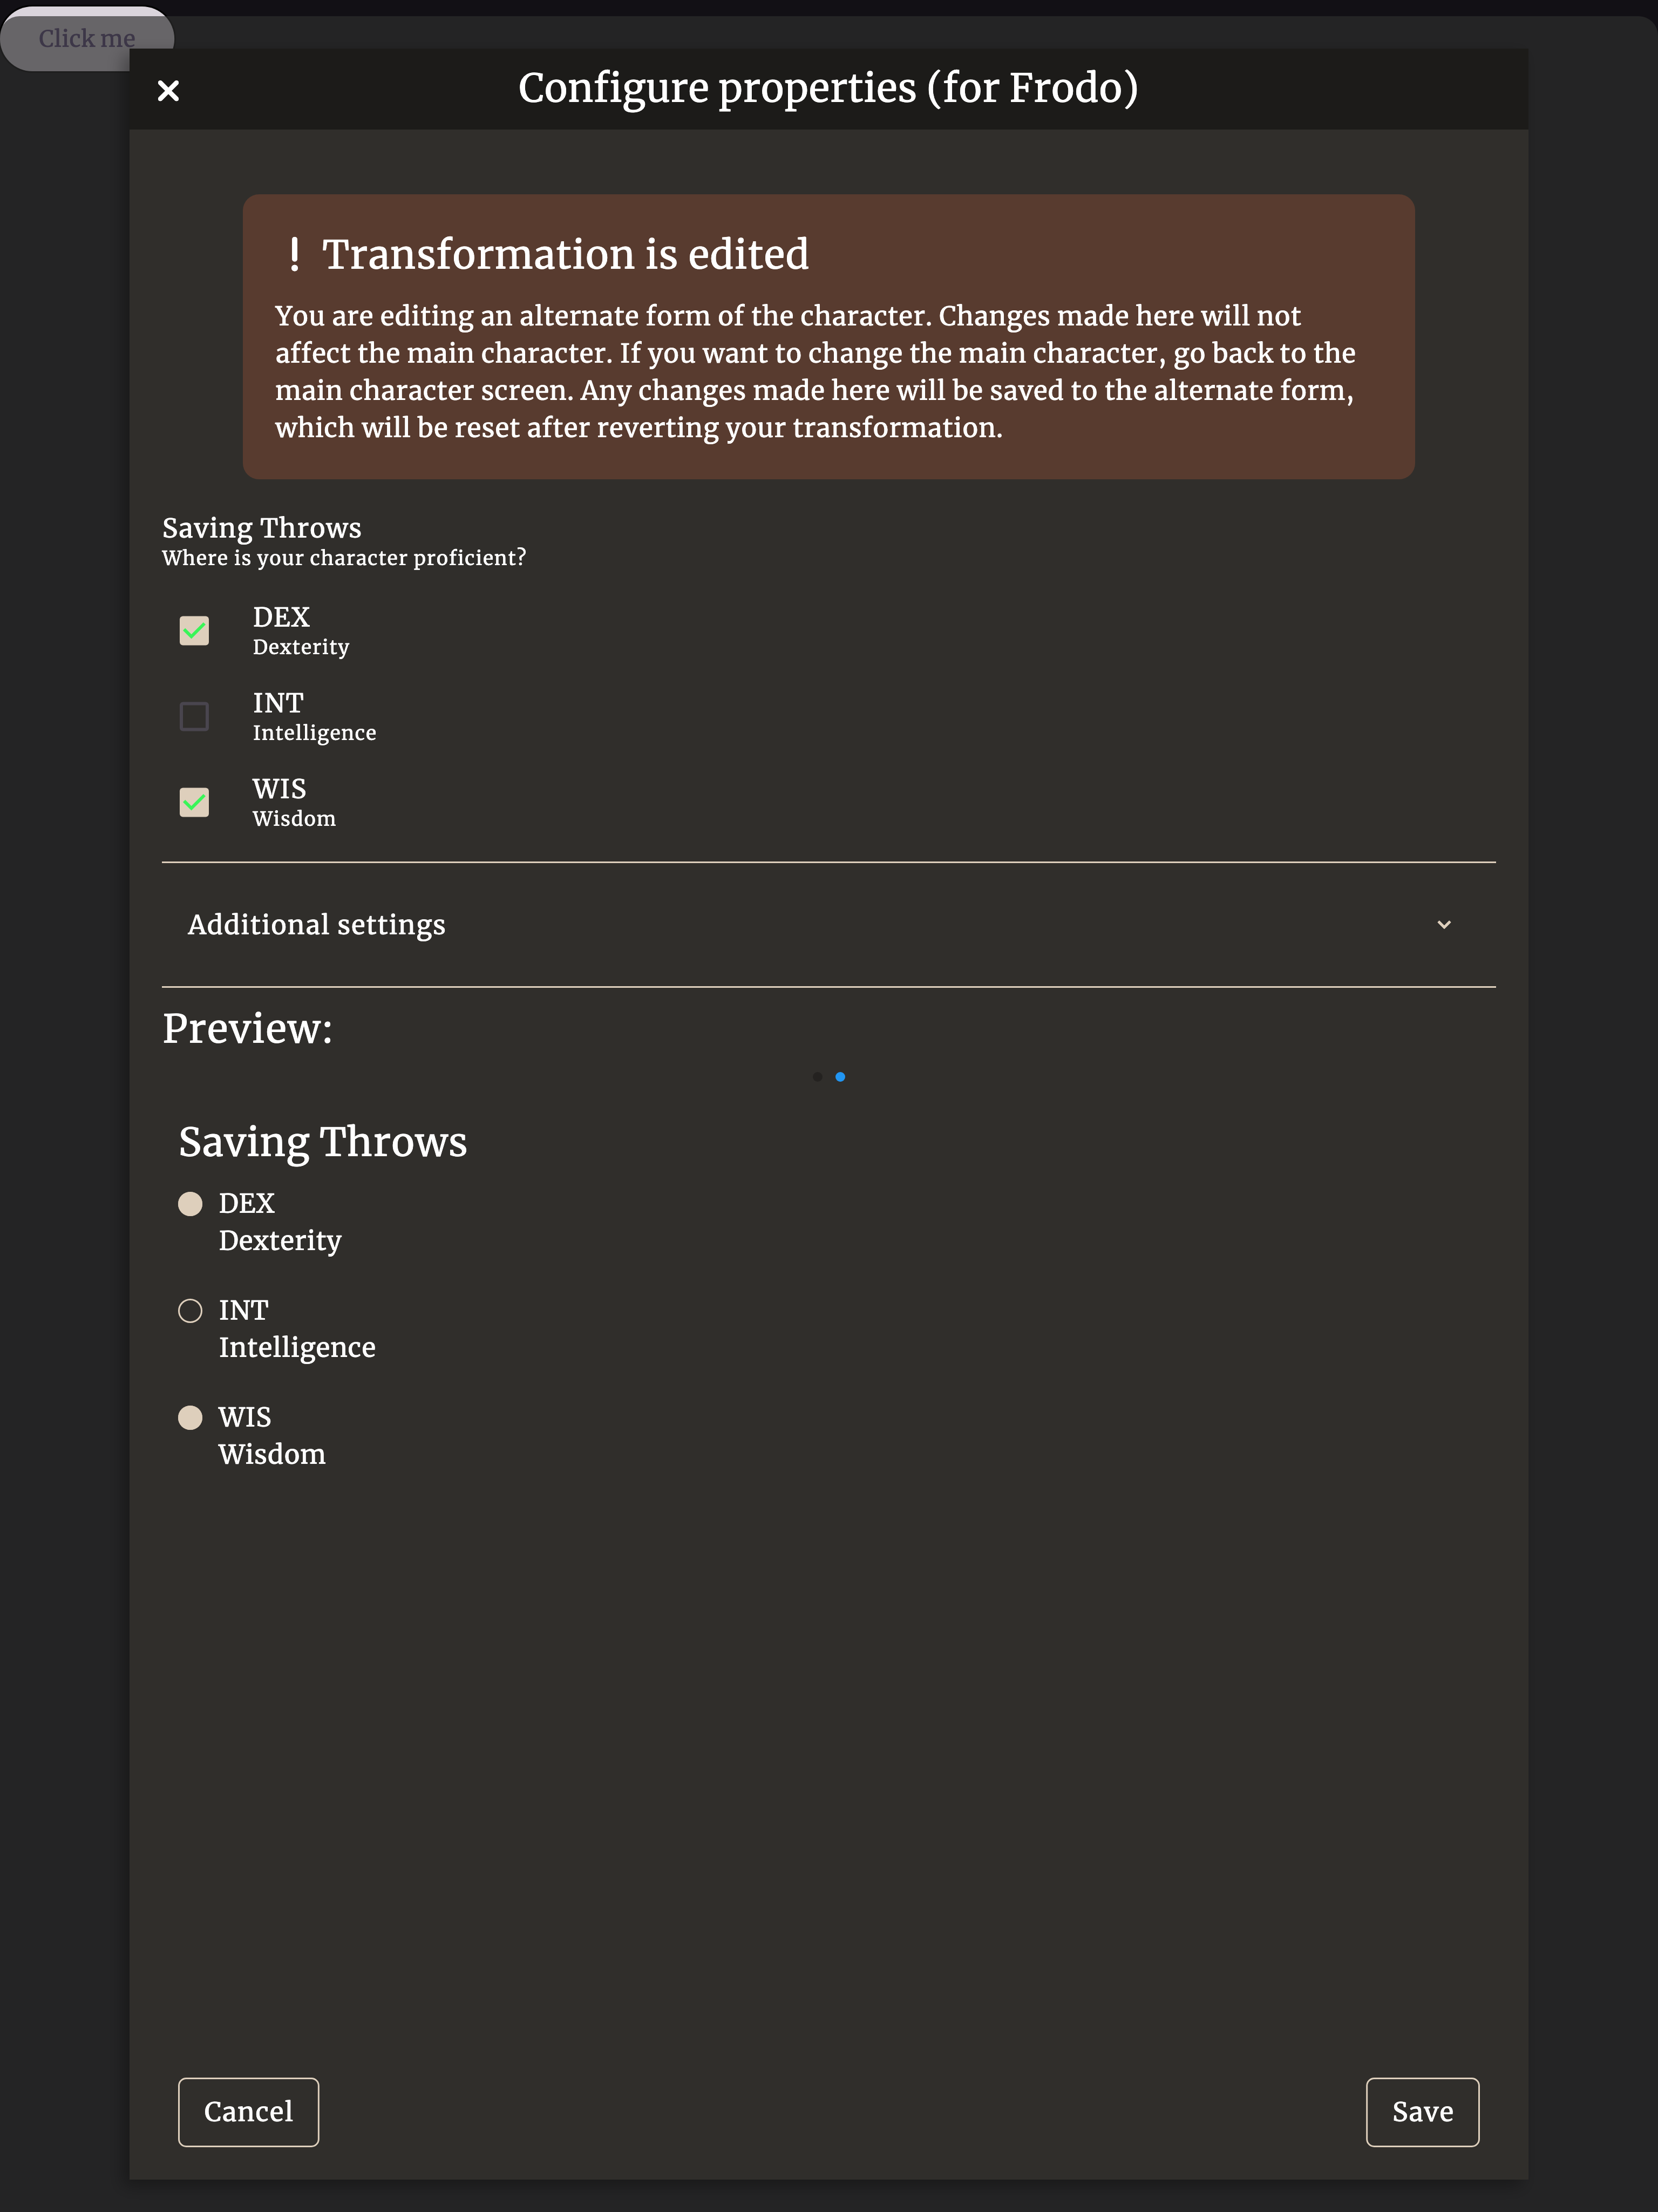 Click me
Configure properties (for Frodo)
! Transformation is edited
You are editing an alternate form of the character. Changes made here will not
affect the main character. If you want to change the main character, go back to the
main character screen. Any changes made here will be saved to the alternate form,
which will be reset after reverting your transformation.
Saving Throws
Where is your character proficient?
DEX
Dexterity
INT
Intelligence
WIS
Wisdom
Additional settings
Preview:
Saving Throws
DEX
Dexterity
INT
Intelligence
WIS
Wisdom
Cancel
Save